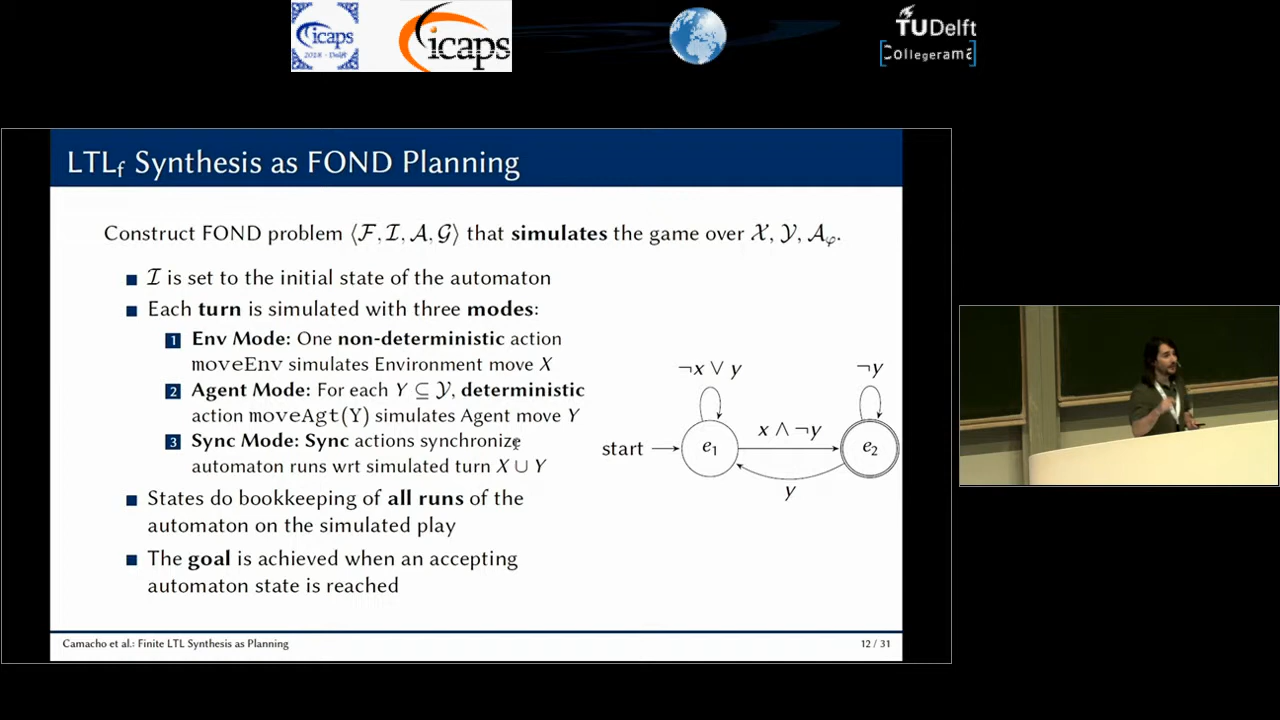 icaps
2018 - Delft
icaps
TUDelft
Collegerama
LTLf Synthesis as FOND Planning
Construct FOND problem ⟨F, I, A, G⟩ that simulates the game over X, Y, Aφ.
I is set to the initial state of the automaton
Each turn is simulated with three modes:
1 Env Mode: One non-deterministic action
moveEnv simulates Environment move X
2 Agent Mode: For each Y ⊆ Y, deterministic
action moveAgt(Y) simulates Agent move Y
3 Sync Mode: Sync actions synchronize
automaton runs wrt simulated turn X ∪ Y
States do bookkeeping of all runs of the
automaton on the simulated play
The goal is achieved when an accepting
automaton state is reached
¬x ∨ y
¬y
x ∧ ¬y
start
e1
e2
y
Camacho et al.: Finite LTL Synthesis as Planning
12 / 31